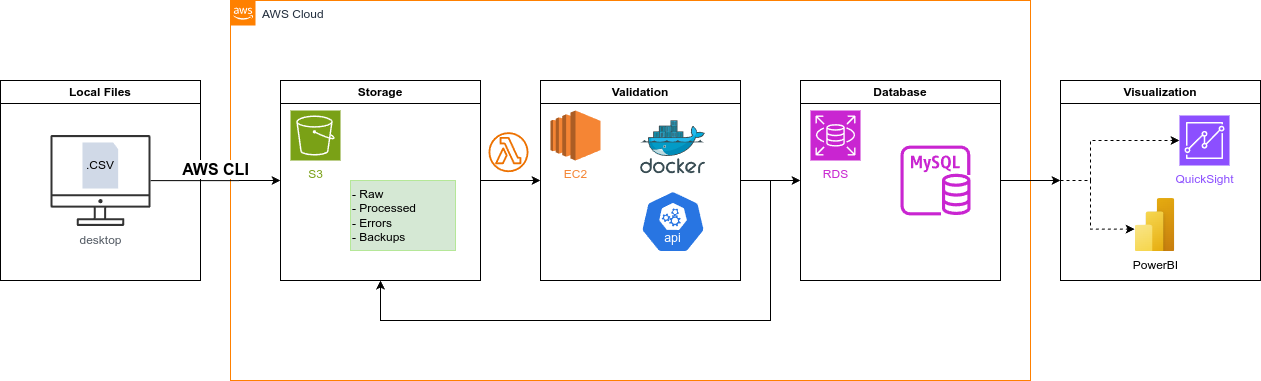 aws
AWS Cloud
Local Files
Storage
Validation
Database
Visualization
.CSV
desktop
AWS CLI
S3
- Raw
- Processed
- Errors
- Backups
EC2
docker
api
RDS
MySQL
QuickSight
PowerBI